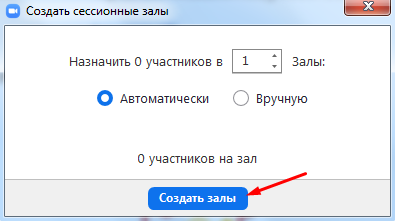 Создать сессионные залы
Назначить 0 участников в 1 Залы:
Автоматически Вручную
0 участников на зал
Создать залы